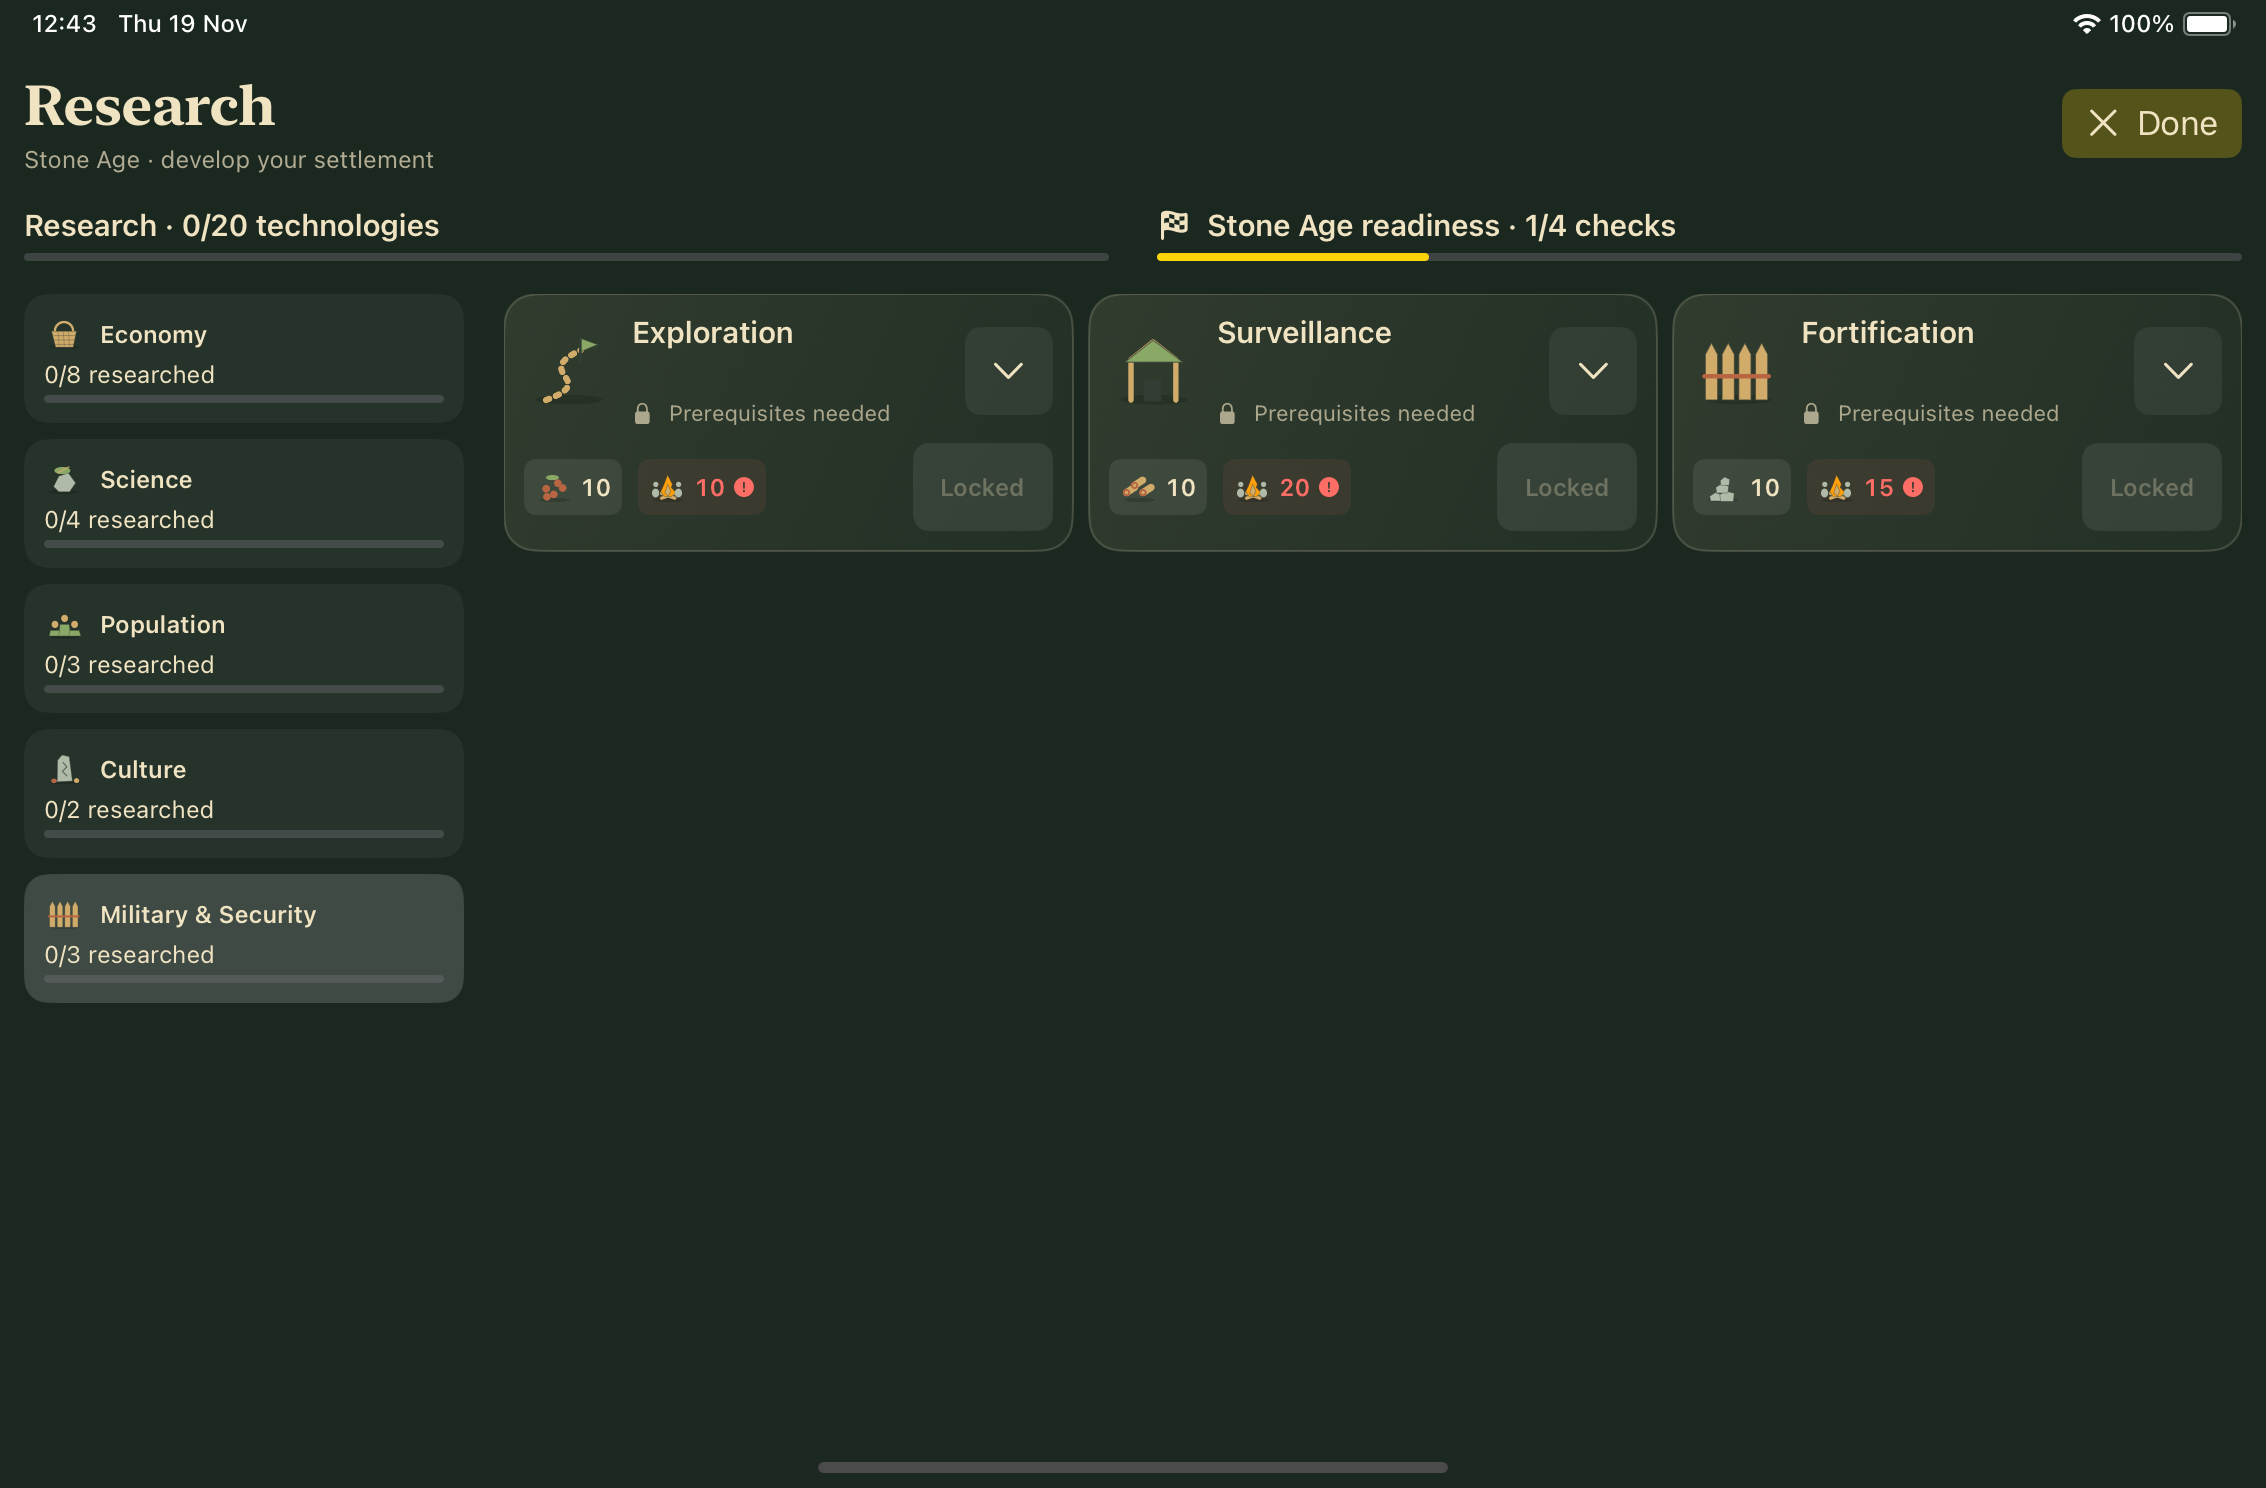 12:43 Thu 19 Nov
100%
Research
Stone Age · develop your settlement
Done
Research · 0/20 technologies
Stone Age readiness · 1/4 checks
Economy
0/8 researched
Science
0/4 researched
Population
0/3 researched
Culture
0/2 researched
Military & Security
0/3 researched
Exploration
Prerequisites needed
10 10 Locked
Surveillance
Prerequisites needed
10 20 Locked
Fortification
Prerequisites needed
10 15 Locked